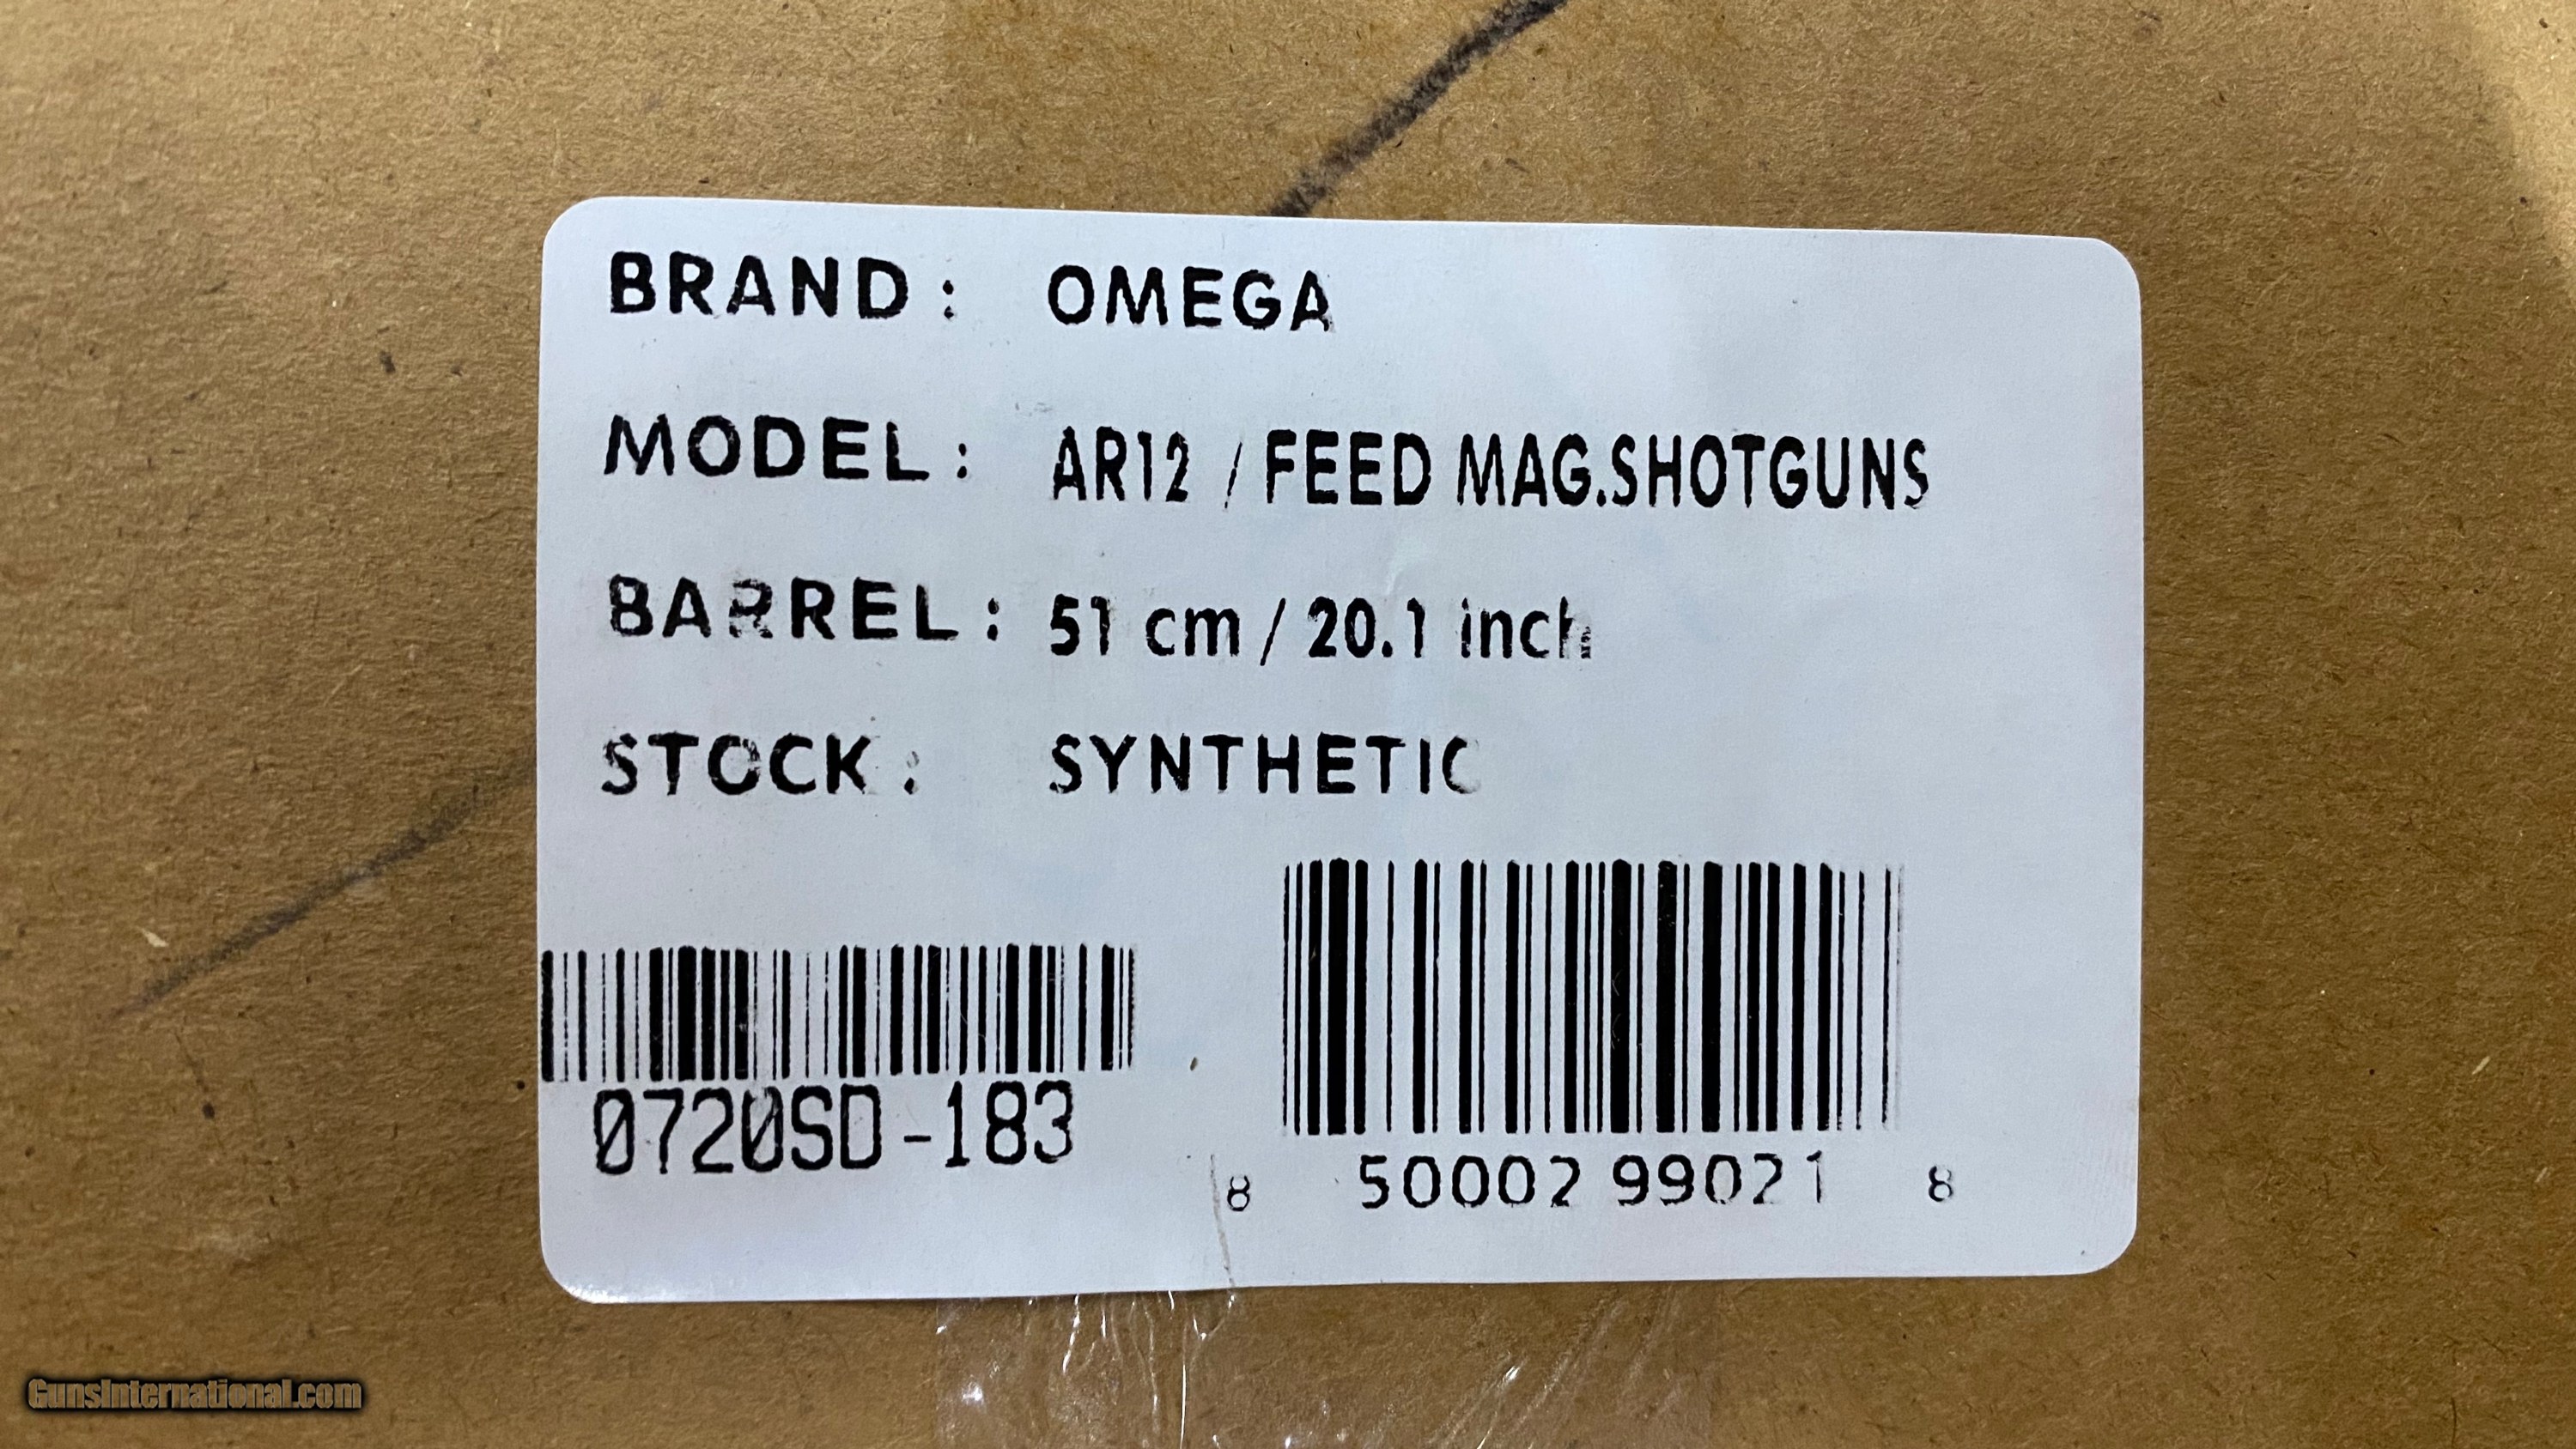 BRAND: OMEGA
MODEL: AR12 / FEED MAG.SHOTGUNS
BARREL: 51 cm / 20.1 inch
STOCK: SYNTHETIC
0720SD-183
8 50002 99021 8
GunsInternational.com